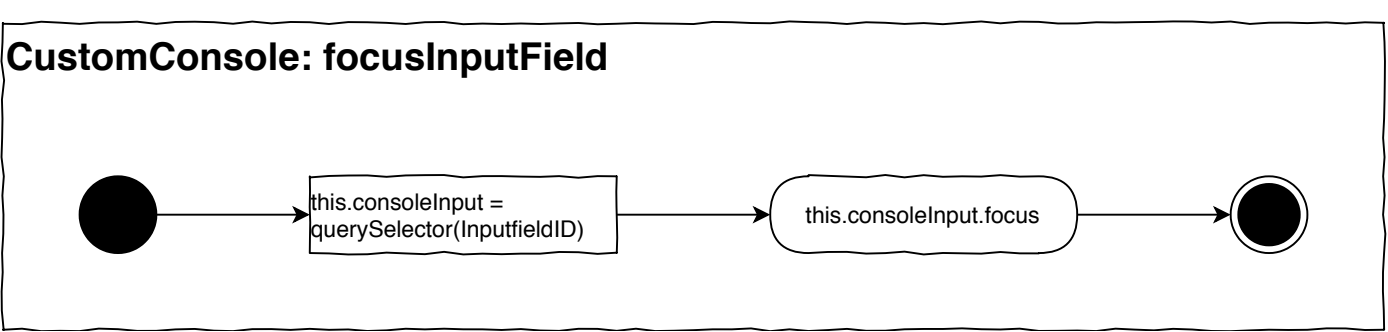 CustomConsole: focusInputField
this.consoleInput =
querySelector(InputfieldID)
this.consoleInput.focus